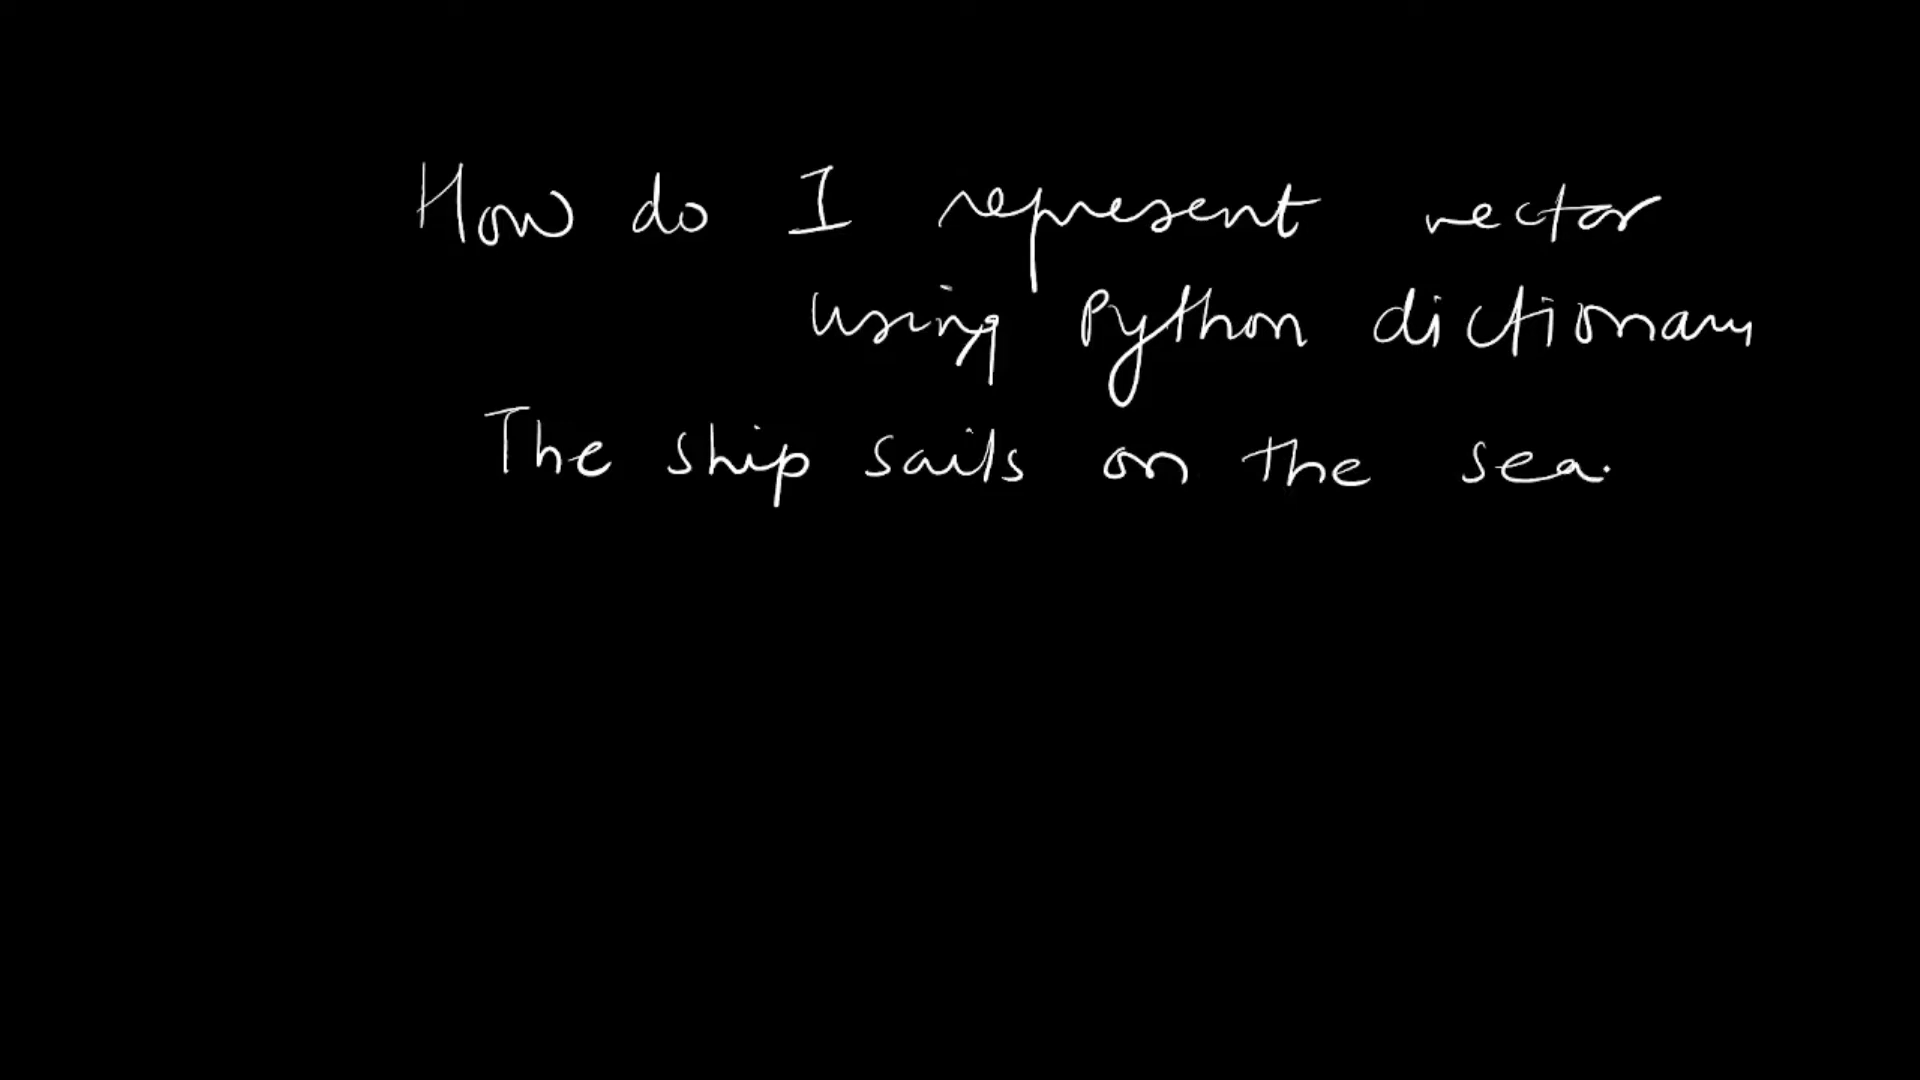 How do I represent vector
using Python dictionary
The ship sails on the sea.